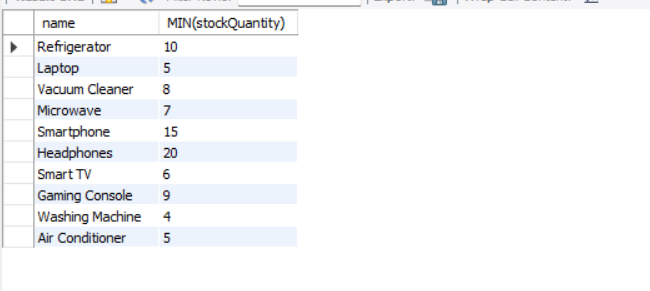 name MIN(stockQuantity)
Refrigerator 10
Laptop 5
Vacuum Cleaner 8
Microwave 7
Smartphone 15
Headphones 20
Smart TV 6
Gaming Console 9
Washing Machine 4
Air Conditioner 5